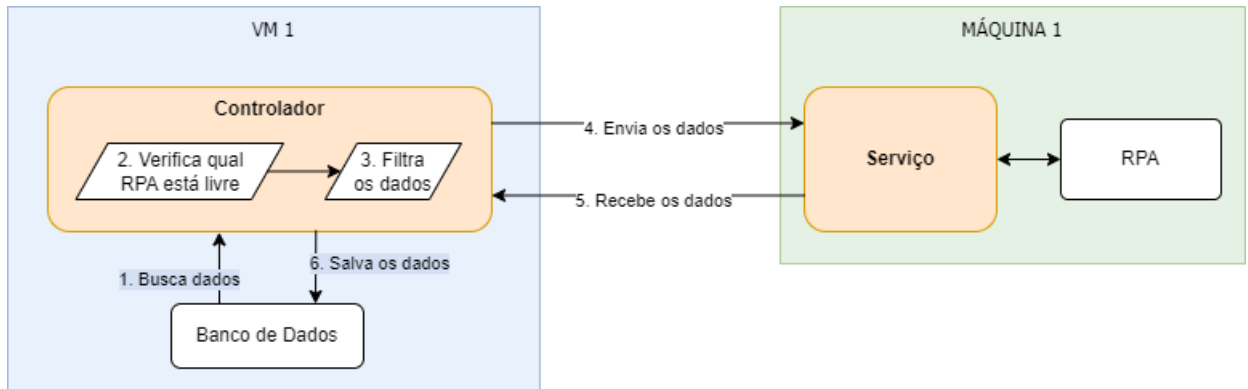 VM 1
MÁQUINA 1
Controlador
2. Verifica qual
RPA está livre
3. Filtra
os dados
4. Envia os dados
5. Recebe os dados
Serviço
RPA
1. Busca dados
6. Salva os dados
Banco de Dados